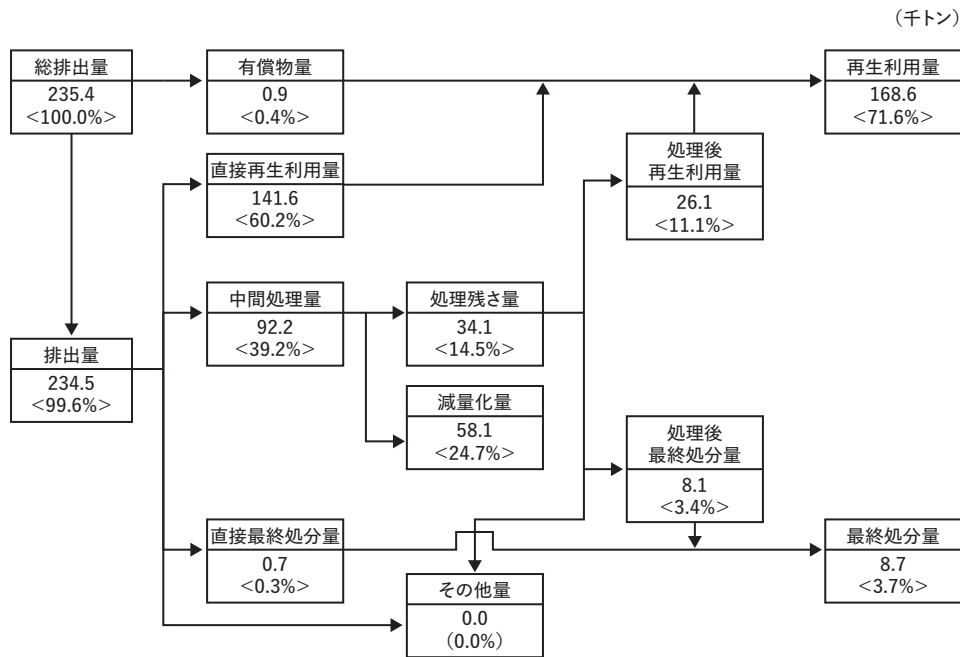 （千トン）
総排出量
235.4
<100.0%>
有償物量
0.9
<0.4%>
再生利用量
168.6
<71.6%>
直接再生利用量
141.6
<60.2%>
処理後
再生利用量
26.1
<11.1%>
中間処理量
92.2
<39.2%>
処理残さ量
34.1
<14.5%>
排出量
234.5
<99.6%>
減量化量
58.1
<24.7%>
処理後
最終処分量
8.1
<3.4%>
直接最終処分量
0.7
<0.3%>
最終処分量
8.7
<3.7%>
その他量
0.0
(0.0%)